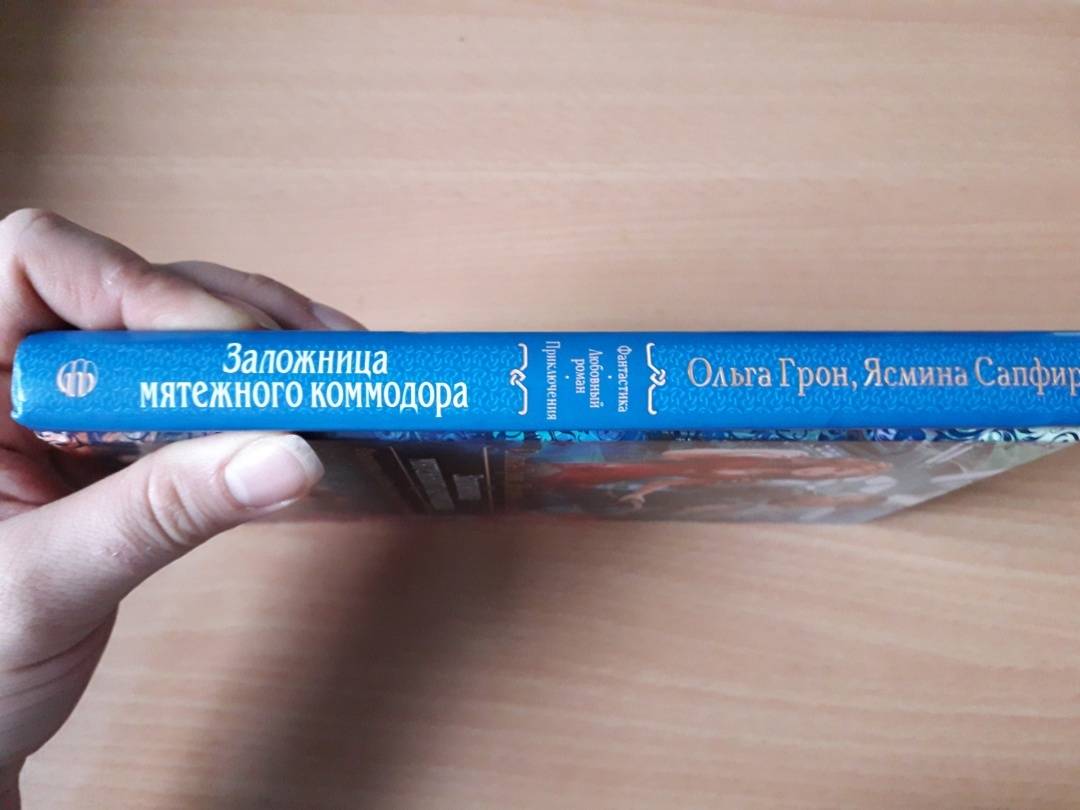 Заложница
мятежного коммодора
Фантастика
Любовный
роман
Приключения
Ольга Грон, Ясмина Сапфир